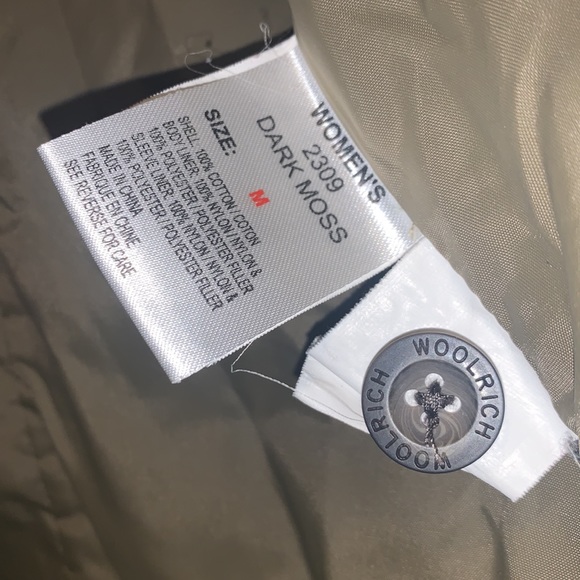 WOMEN'S
2309
DARK MOSS
SIZE: M
SHELL: 100% COTTON / COTON
BODY LINER: 100% NYLON / NYLON &
100% POLYESTER / POLYESTER FILLER
SLEEVE LINER: 100% NYLON / NYLON &
100% POLYESTER / POLYESTER FILLER
MADE IN CHINA
FABRIQUE EN CHINE
SEE REVERSE FOR CARE
WOOLRICH
WOOLRICH